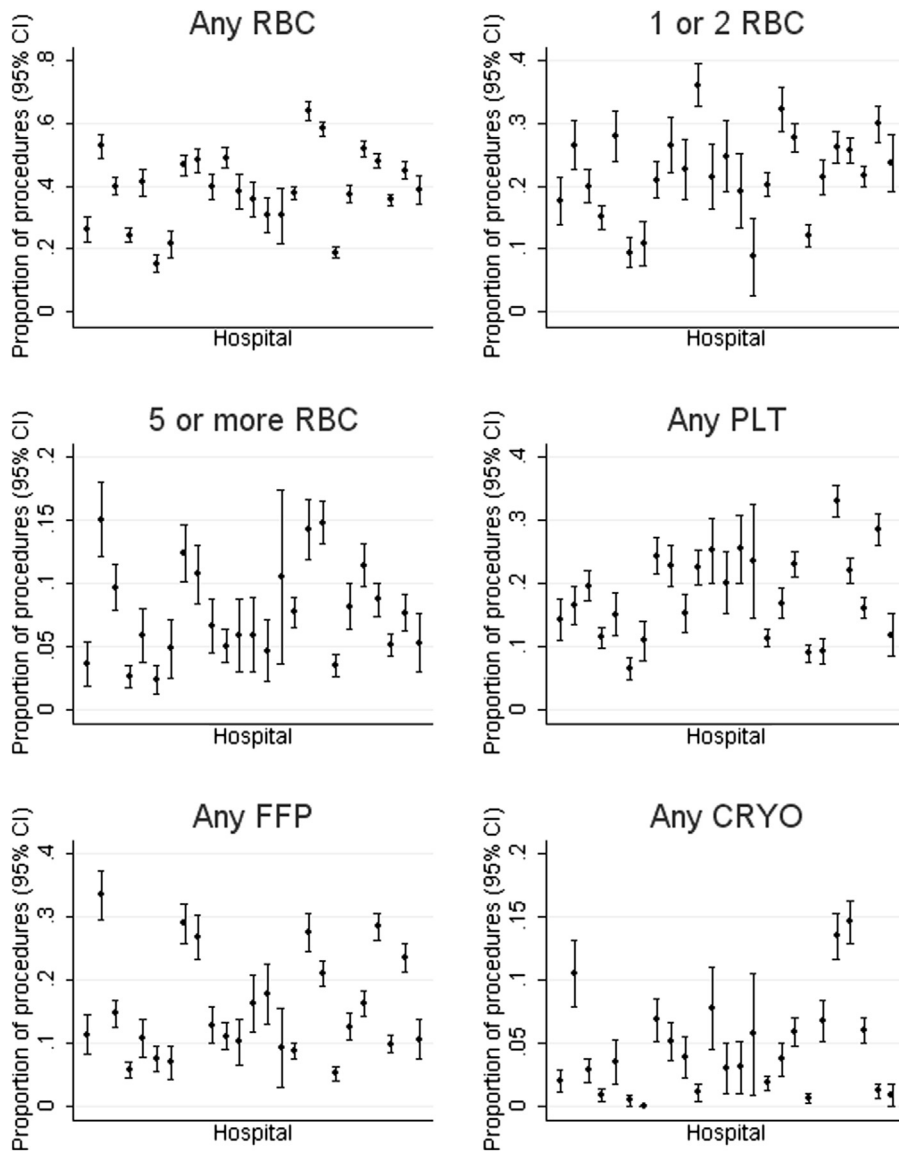 Any RBC
Proportion of procedures (95% CI)
.8
.6
.4
.2
0
Hospital
1 or 2 RBC
Proportion of procedures (95% CI)
.4
.3
.2
.1
0
Hospital
5 or more RBC
Proportion of procedures (95% CI)
.2
.15
.1
.05
0
Hospital
Any PLT
Proportion of procedures (95% CI)
.4
.3
.2
.1
0
Hospital
Any FFP
Proportion of procedures (95% CI)
.4
.3
.2
.1
0
Hospital
Any CRYO
Proportion of procedures (95% CI)
.2
.15
.1
.05
0
Hospital